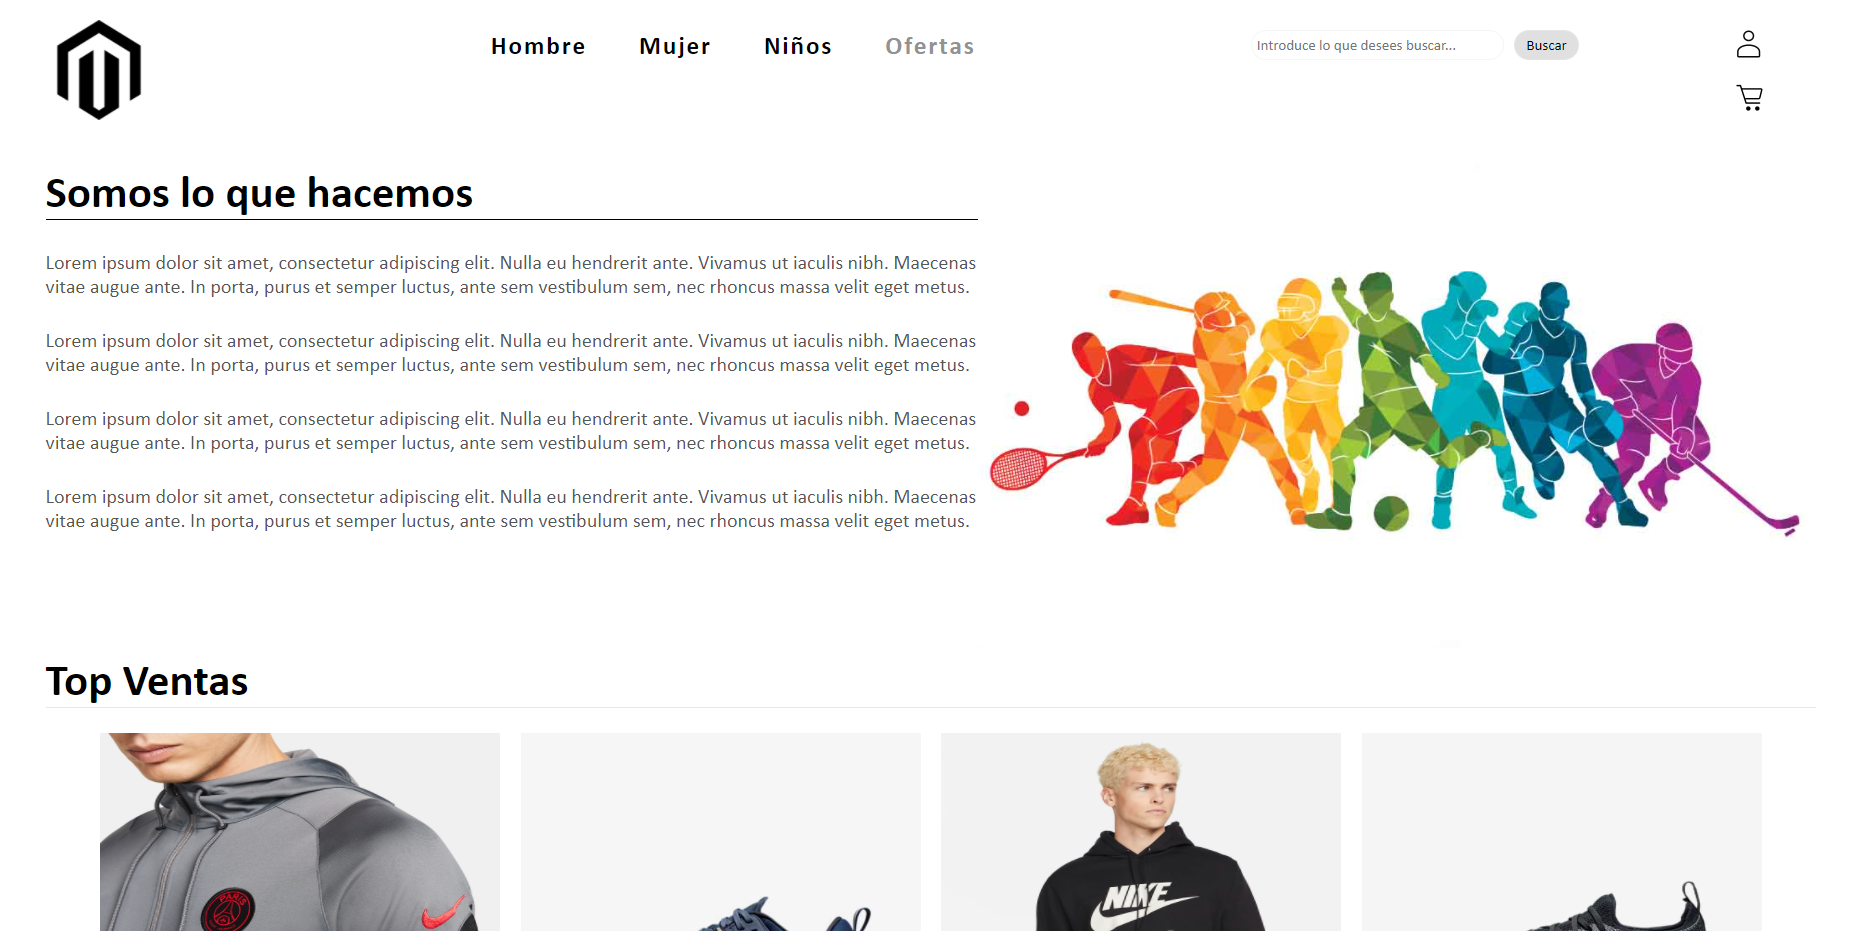 Hombre Mujer Niños Ofertas
Introduce lo que desees buscar... Buscar
Somos lo que hacemos
Lorem ipsum dolor sit amet, consectetur adipiscing elit. Nulla eu hendrerit ante. Vivamus ut iaculis nibh. Maecenas
vitae augue ante. In porta, purus et semper luctus, ante sem vestibulum sem, nec rhoncus massa velit eget metus.
Lorem ipsum dolor sit amet, consectetur adipiscing elit. Nulla eu hendrerit ante. Vivamus ut iaculis nibh. Maecenas
vitae augue ante. In porta, purus et semper luctus, ante sem vestibulum sem, nec rhoncus massa velit eget metus.
Lorem ipsum dolor sit amet, consectetur adipiscing elit. Nulla eu hendrerit ante. Vivamus ut iaculis nibh. Maecenas
vitae augue ante. In porta, purus et semper luctus, ante sem vestibulum sem, nec rhoncus massa velit eget metus.
Lorem ipsum dolor sit amet, consectetur adipiscing elit. Nulla eu hendrerit ante. Vivamus ut iaculis nibh. Maecenas
vitae augue ante. In porta, purus et semper luctus, ante sem vestibulum sem, nec rhoncus massa velit eget metus.
Top Ventas
PARIS
NIKE